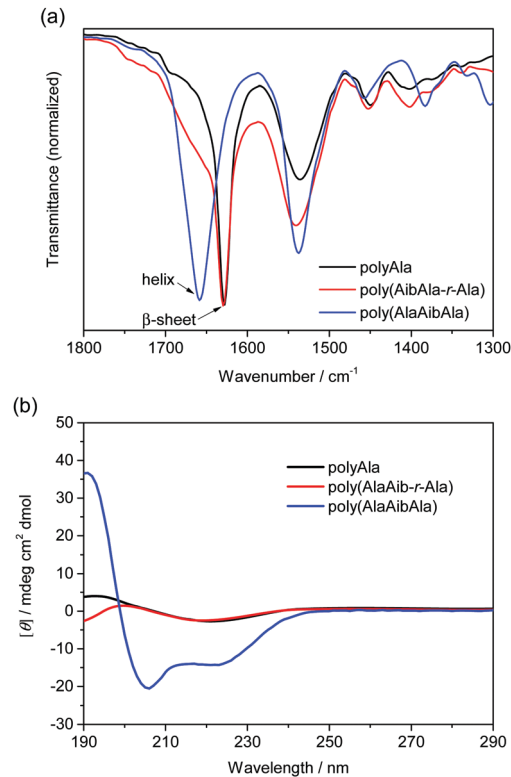 (a)
Transmittance (normalized)
helix
β-sheet
polyAla
poly(AibAla-r-Ala)
poly(AlaAibAla)
1800 1700 1600 1500 1400 1300
Wavenumber / cm⁻¹
(b)
50
40
30
20
10
0
-10
-20
-30
[θ] / mdeg cm² dmol
polyAla
poly(AlaAib-r-Ala)
poly(AlaAibAla)
190 210 230 250 270 290
Wavelength / nm